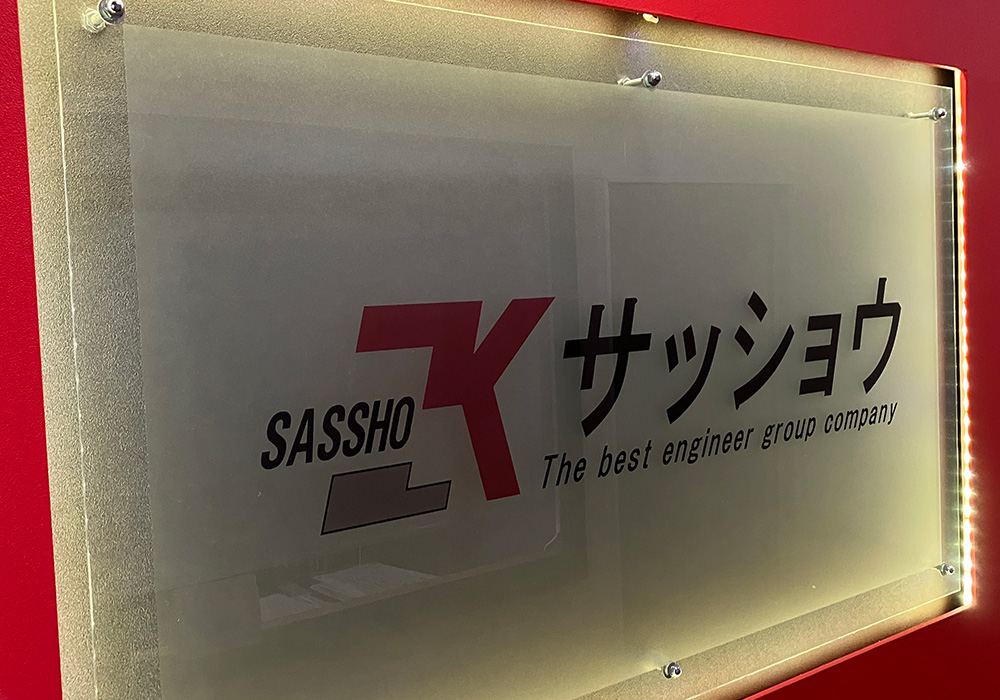 SASSHO
サッショウ
The best engineer group company